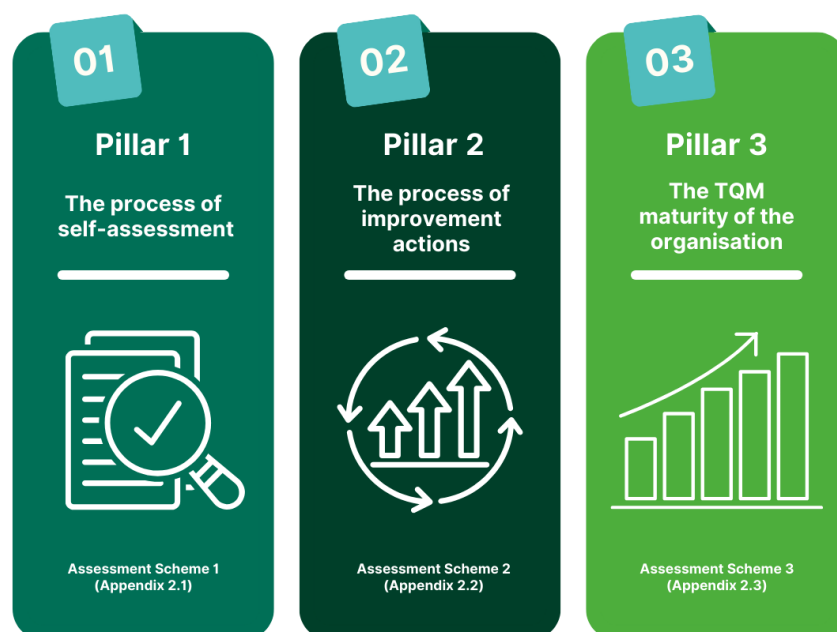 01
Pillar 1
The process of
self-assessment
Assessment Scheme 1
(Appendix 2.1)
02
Pillar 2
The process of
improvement
actions
Assessment Scheme 2
(Appendix 2.2)
03
Pillar 3
The TQM
maturity of the
organisation
Assessment Scheme 3
(Appendix 2.3)